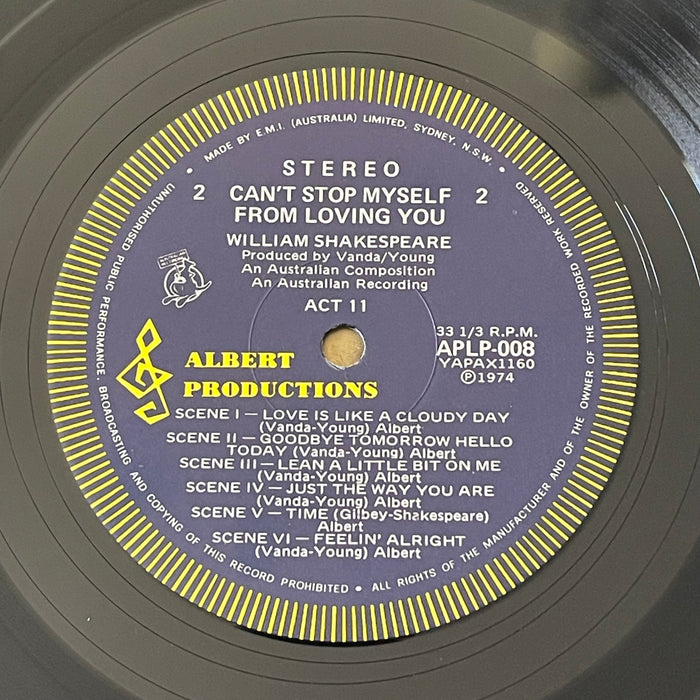 MADE BY E.M.I. (AUSTRALIA) LIMITED, SYDNEY, N.S.W.
STEREO
2 CAN'T STOP MYSELF 2
FROM LOVING YOU
WILLIAM SHAKESPEARE
Produced by Vanda/Young
An Australian Composition
An Australian Recording
ACT 11
33 1/3 R.P.M.
APLP-008
YAPAX1160
Ⓟ1974
ALBERT
PRODUCTIONS
SCENE I — LOVE IS LIKE A CLOUDY DAY
(Vanda-Young) Albert
SCENE II — GOODBYE TOMORROW HELLO
TODAY (Vanda-Young) Albert
SCENE III — LEAN A LITTLE BIT ON ME
(Vanda-Young) Albert
SCENE IV — JUST THE WAY YOU ARE
(Vanda-Young) Albert
SCENE V — TIME (Gilbey-Shakespeare)
Albert
SCENE VI — FEELIN' ALRIGHT
(Vanda-Young) Albert
UNAUTHORISED PUBLIC PERFORMANCE, BROADCASTING AND COPYING OF THIS RECORD PROHIBITED • ALL RIGHTS OF THE MANUFACTURER AND OF THE OWNER OF THE RECORDED WORK RESERVED